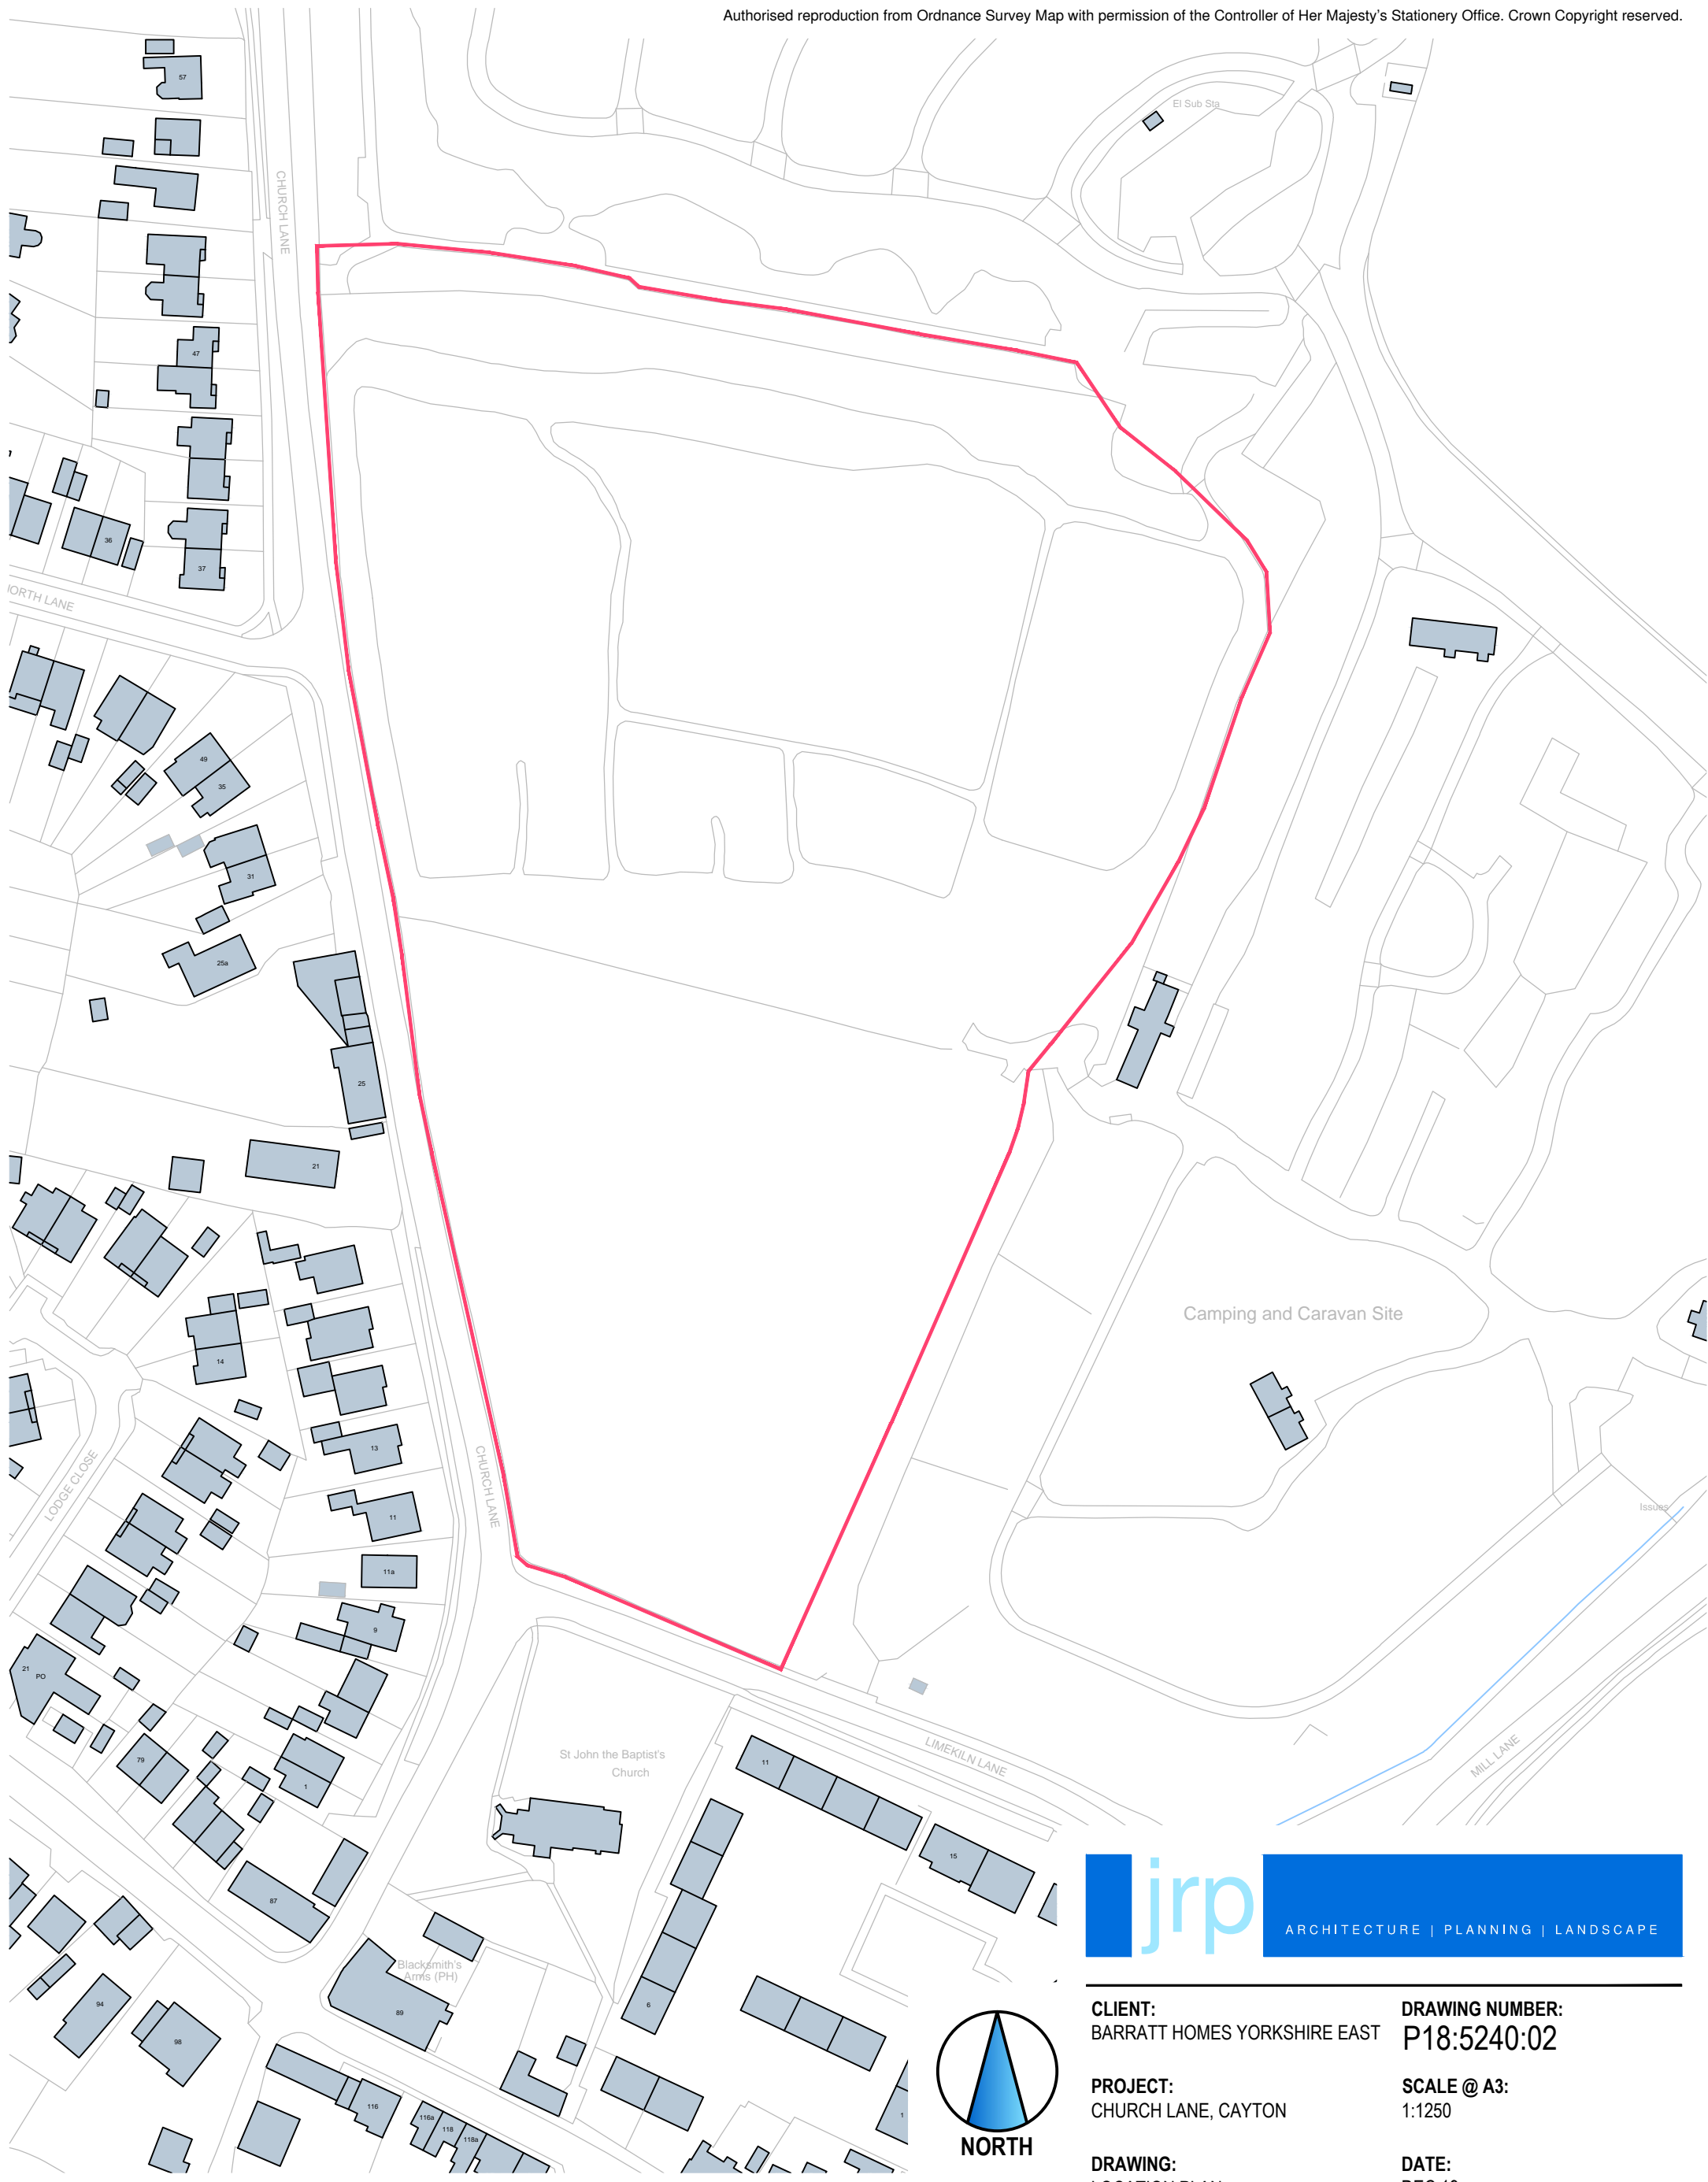 Authorised reproduction from Ordnance Survey Map with permission of the Controller of Her Majesty's Stationery Office. Crown Copyright reserved.
57
El Sub Sta
CHURCH LANE
47
36
37
ORTH LANE
49
35
31
25a
25
21
Camping and Caravan Site
14
13
CHURCH LANE
LODGE CLOSE
11
Issues
11a
9
21
PO
79
1
St John the Baptist's
Church
11
LIMEKILN LANE
MILL LANE
15
87
jrp
ARCHITECTURE | PLANNING | LANDSCAPE
Blacksmith's
Arms (PH)
89
6
94
98
116
116a
118
118a
1
NORTH
CLIENT:
BARRATT HOMES YORKSHIRE EAST
DRAWING NUMBER:
P18:5240:02
PROJECT:
CHURCH LANE, CAYTON
SCALE @ A3:
1:1250
DRAWING:
DATE: